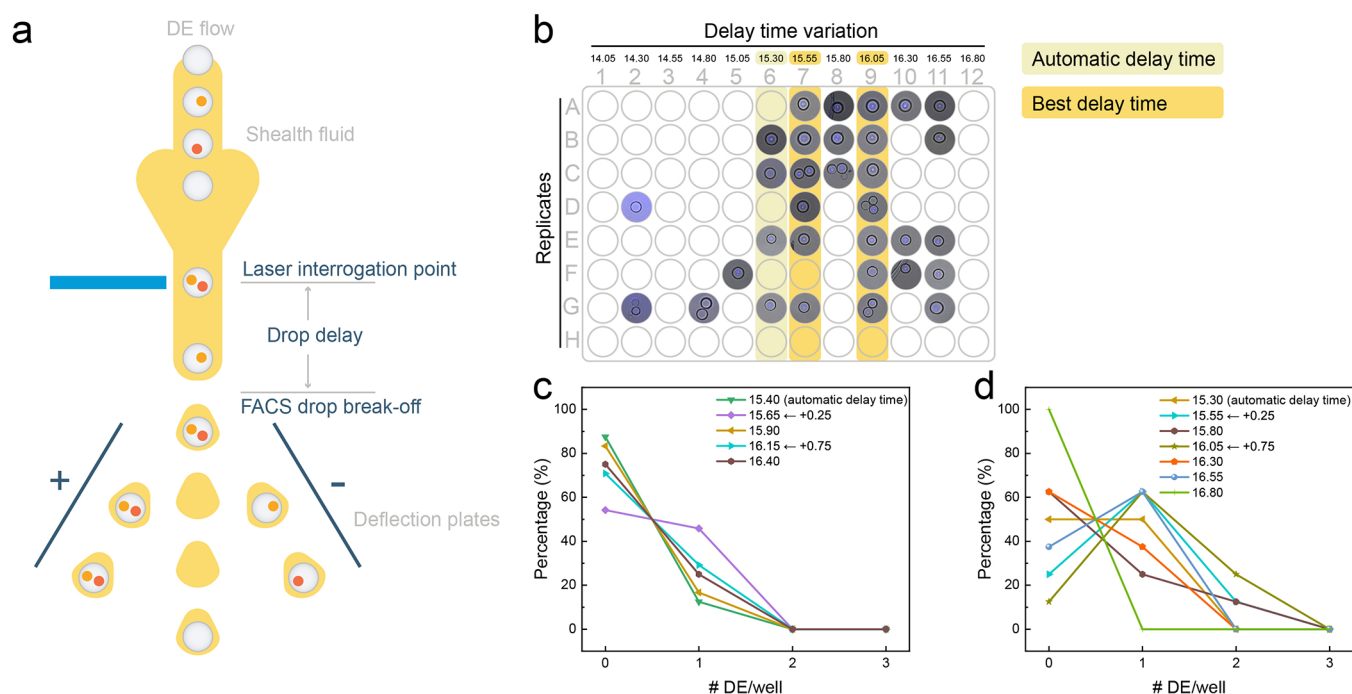 a
DE flow
Shealth fluid
Laser interrogation point
Drop delay
FACS drop break-off
+
-
Deflection plates
b
Delay time variation
14.05 14.30 14.55 14.80 15.05 15.30 15.55 15.80 16.05 16.30 16.55 16.80
1 2 3 4 5 6 7 8 9 10 11 12
Replicates
A
B
C
D
E
F
G
H
Automatic delay time
Best delay time
c
15.40 (automatic delay time)
15.65 ← +0.25
15.90
16.15 ← +0.75
16.40
Percentage (%)
100
80
60
40
20
0
0 1 2 3
# DE/well
d
15.30 (automatic delay time)
15.55 ← +0.25
15.80
16.05 ← +0.75
16.30
16.55
16.80
Percentage (%)
100
80
60
40
20
0
0 1 2 3
# DE/well